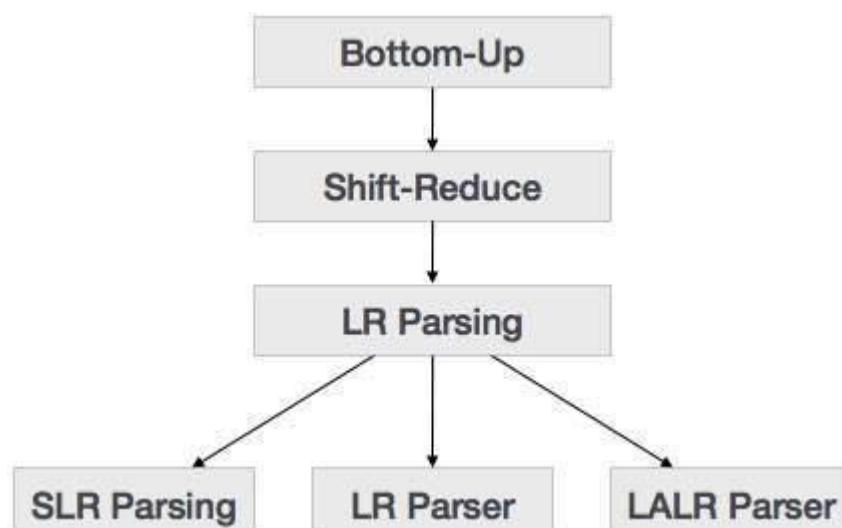 Bottom-Up
Shift-Reduce
LR Parsing
SLR Parsing
LR Parser
LALR Parser